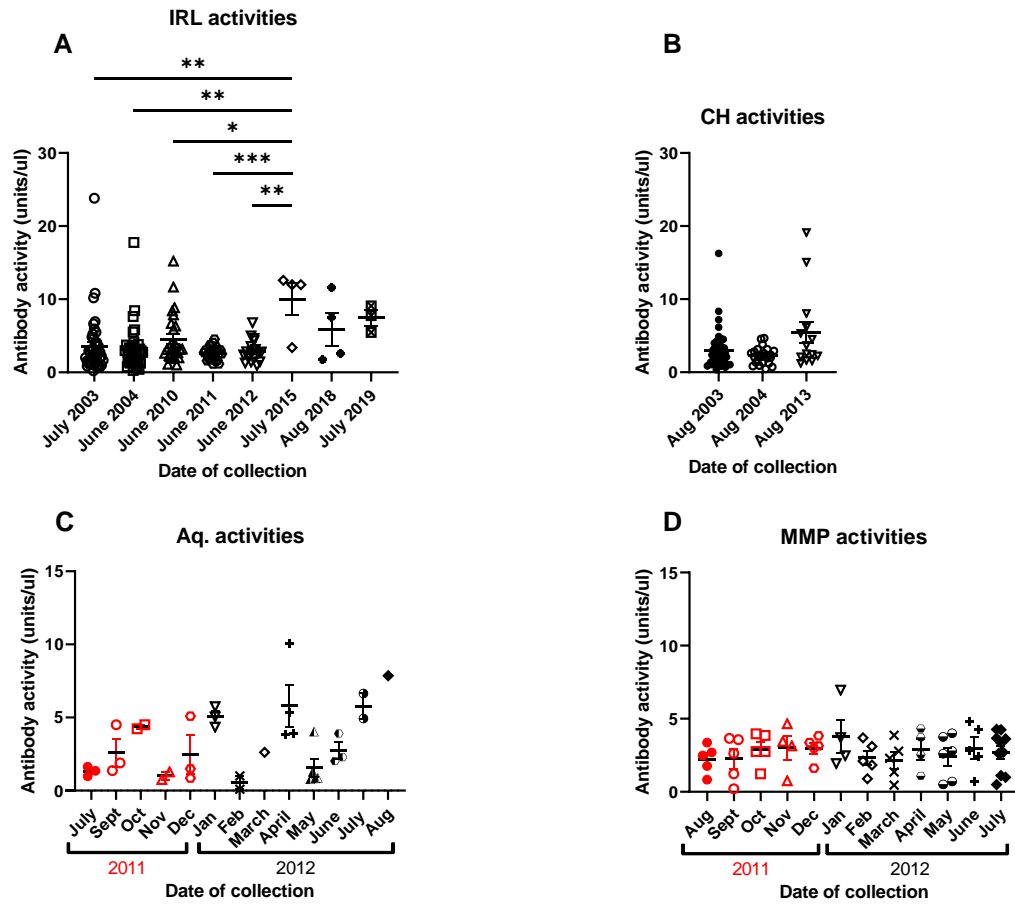 A
IRL activities
**
**
*
***
**
Antibody activity (units/ul)
30
20
10
0
July 2003
June 2004
June 2010
June 2011
June 2012
July 2015
Aug 2018
July 2019
Date of collection
B
CH activities
Antibody activity (units/ul)
30
20
10
0
Aug 2003
Aug 2004
Aug 2013
Date of collection
C
Aq. activities
Antibody activity (units/ul)
15
10
5
0
July
Sept
Oct
Nov
Dec
Jan
Feb
March
April
May
June
July
Aug
2011
2012
Date of collection
D
MMP activities
Antibody activity (units/ul)
15
10
5
0
Aug
Sept
Oct
Nov
Dec
Jan
Feb
March
April
May
June
July
2011
2012
Date of collection